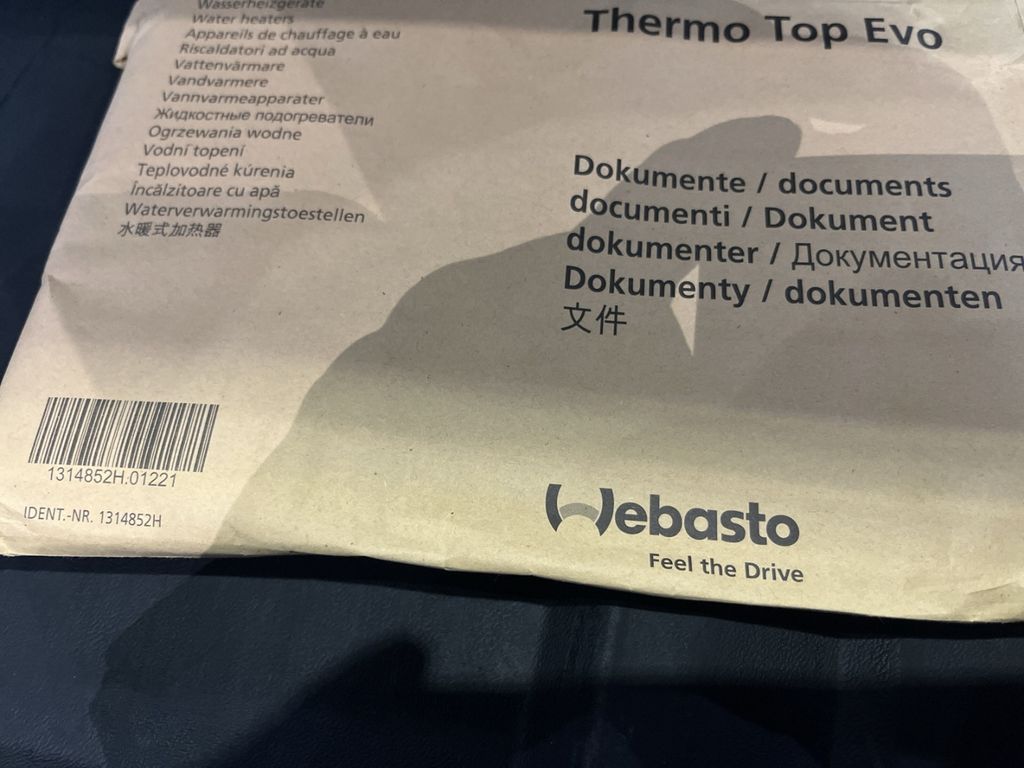 Wasserheizgeräte
Water heaters
Appareils de chauffage à eau
Riscaldatori ad acqua
Vattenvärmare
Vandvarmere
Vannvarmeapparater
Жидкостные подогреватели
Ogrzewania wodne
Vodní topení
Teplovodné kúrenia
Încălzitoare cu apă
Waterverwarmingstoestellen
水暖式加热器
Thermo Top Evo
Dokumente / documents
documenti / Dokument
dokumenter / Документация
Dokumenty / dokumenten
文件
1314852H.01221
IDENT.-NR. 1314852H
Webasto
Feel the Drive